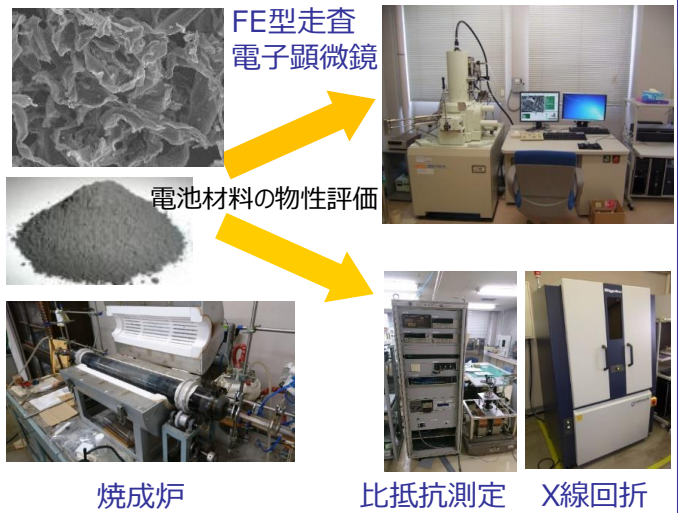 FE型走査
電子顕微鏡
電池材料の物性評価
焼成炉
比抵抗測定
X線回折